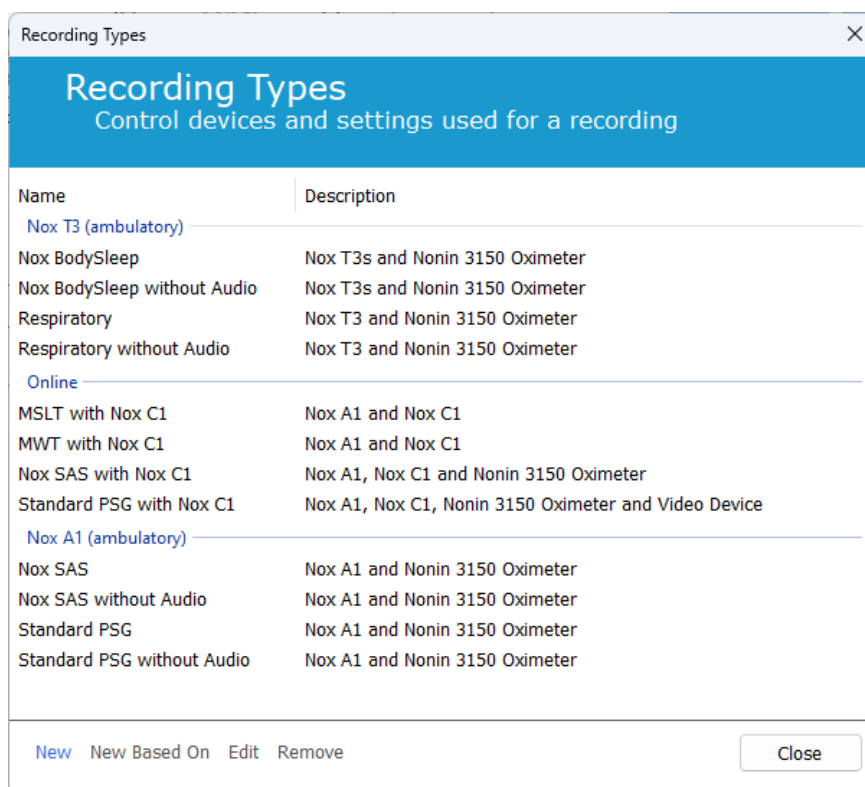 Recording Types
Recording Types
Control devices and settings used for a recording
Name Description
Nox T3 (ambulatory)
Nox BodySleep Nox T3s and Nonin 3150 Oximeter
Nox BodySleep without Audio Nox T3s and Nonin 3150 Oximeter
Respiratory Nox T3 and Nonin 3150 Oximeter
Respiratory without Audio Nox T3 and Nonin 3150 Oximeter
Online
MSLT with Nox C1 Nox A1 and Nox C1
MWT with Nox C1 Nox A1 and Nox C1
Nox SAS with Nox C1 Nox A1, Nox C1 and Nonin 3150 Oximeter
Standard PSG with Nox C1 Nox A1, Nox C1, Nonin 3150 Oximeter and Video Device
Nox A1 (ambulatory)
Nox SAS Nox A1 and Nonin 3150 Oximeter
Nox SAS without Audio Nox A1 and Nonin 3150 Oximeter
Standard PSG Nox A1 and Nonin 3150 Oximeter
Standard PSG without Audio Nox A1 and Nonin 3150 Oximeter
New New Based On Edit Remove Close